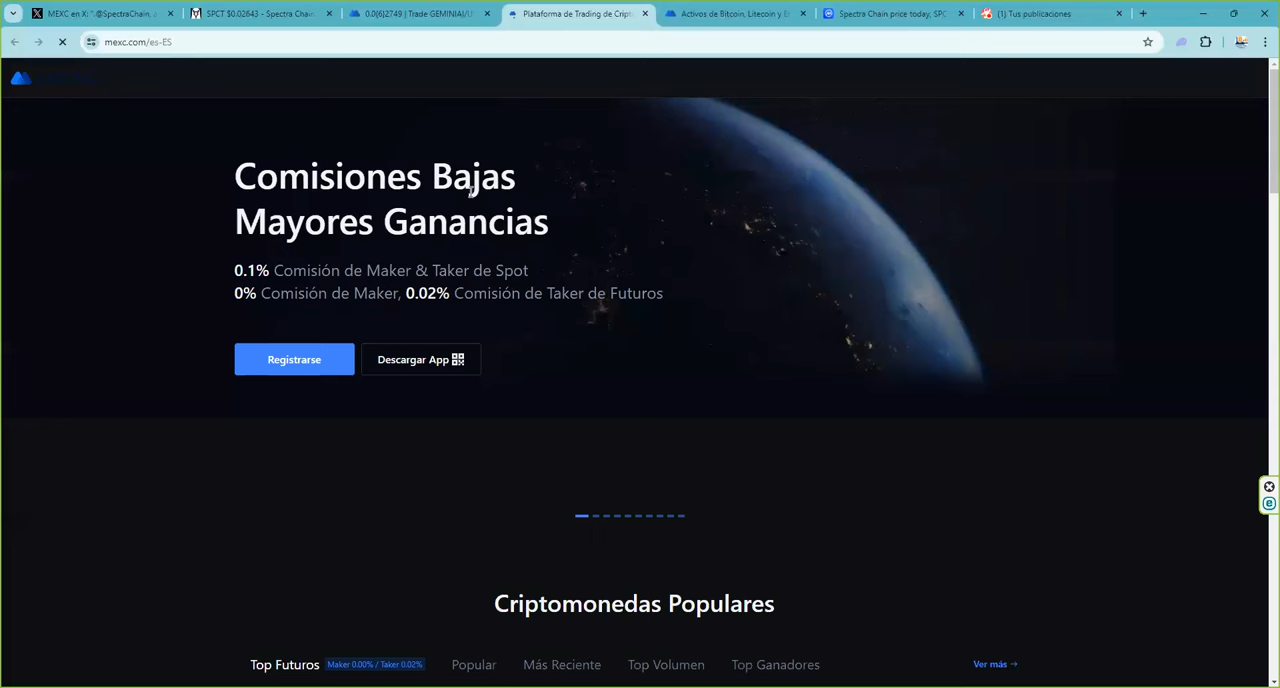 MEXC en X: ".@SpectraChain, a
SPCT $0.02643 - Spectra Chain
0.0{6}2749 | Trade GEMINIAI/U
Plataforma de Trading de Cript
Activos de Bitcoin, Litecoin y E
Spectra Chain price today, SPC
(1) Tus publicaciones
mexc.com/es-ES
Comisiones Bajas
Mayores Ganancias
0.1% Comisión de Maker & Taker de Spot
0% Comisión de Maker, 0.02% Comisión de Taker de Futuros
Registrarse
Descargar App
Criptomonedas Populares
Top Futuros Maker 0.00% / Taker 0.02% Popular Más Reciente Top Volumen Top Ganadores Ver más →